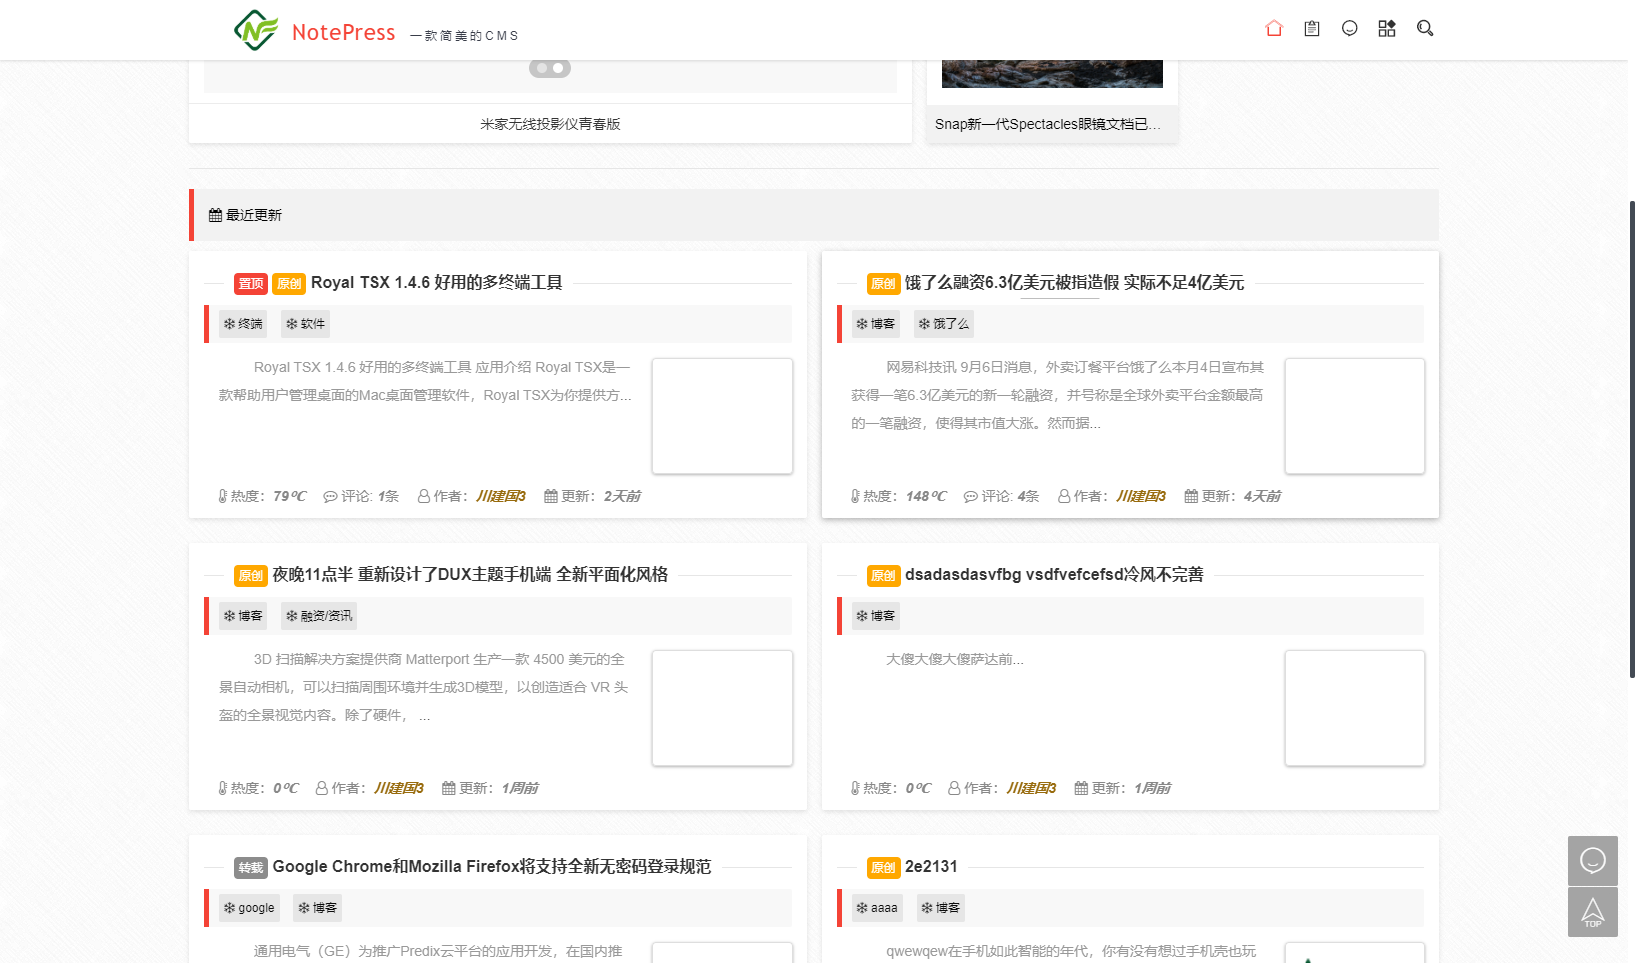 NotePress 一款简美的CMS
米家无线投影仪青春版
Snap新一代Spectacles眼镜文档已...
最近更新
置顶 原创 Royal TSX 1.4.6 好用的多终端工具
终端 软件
Royal TSX 1.4.6 好用的多终端工具 应用介绍 Royal TSX是一
款帮助用户管理桌面的Mac桌面管理软件，Royal TSX为你提供方...
热度：79℃ 评论: 1条 作者：川建国3 更新：2天前
原创 饿了么融资6.3亿美元被指造假 实际不足4亿美元
博客 饿了么
网易科技讯 9月6日消息，外卖订餐平台饿了么本月4日宣布其
获得一笔6.3亿美元的新一轮融资，并号称是全球外卖平台金额最高
的一笔融资，使得其市值大涨。然而据...
热度：148℃ 评论: 4条 作者：川建国3 更新：4天前
原创 夜晚11点半 重新设计了DUX主题手机端 全新平面化风格
博客 融资/资讯
3D 扫描解决方案提供商 Matterport 生产一款 4500 美元的全
景自动相机，可以扫描周围环境并生成3D模型，以创造适合 VR 头
盔的全景视觉内容。除了硬件， ...
热度：0℃ 作者：川建国3 更新：1周前
原创 dsadasdasvfbg vsdfvefcefsd冷风不完善
博客
大傻大傻大傻萨达前...
热度：0℃ 作者：川建国3 更新：1周前
转载 Google Chrome和Mozilla Firefox将支持全新无密码登录规范
google 博客
通用电气（GE）为推广Predix云平台的应用开发，在国内推
原创 2e2131
aaaa 博客
qwewqew在手机如此智能的年代，你有没有想过手机壳也玩
TOP